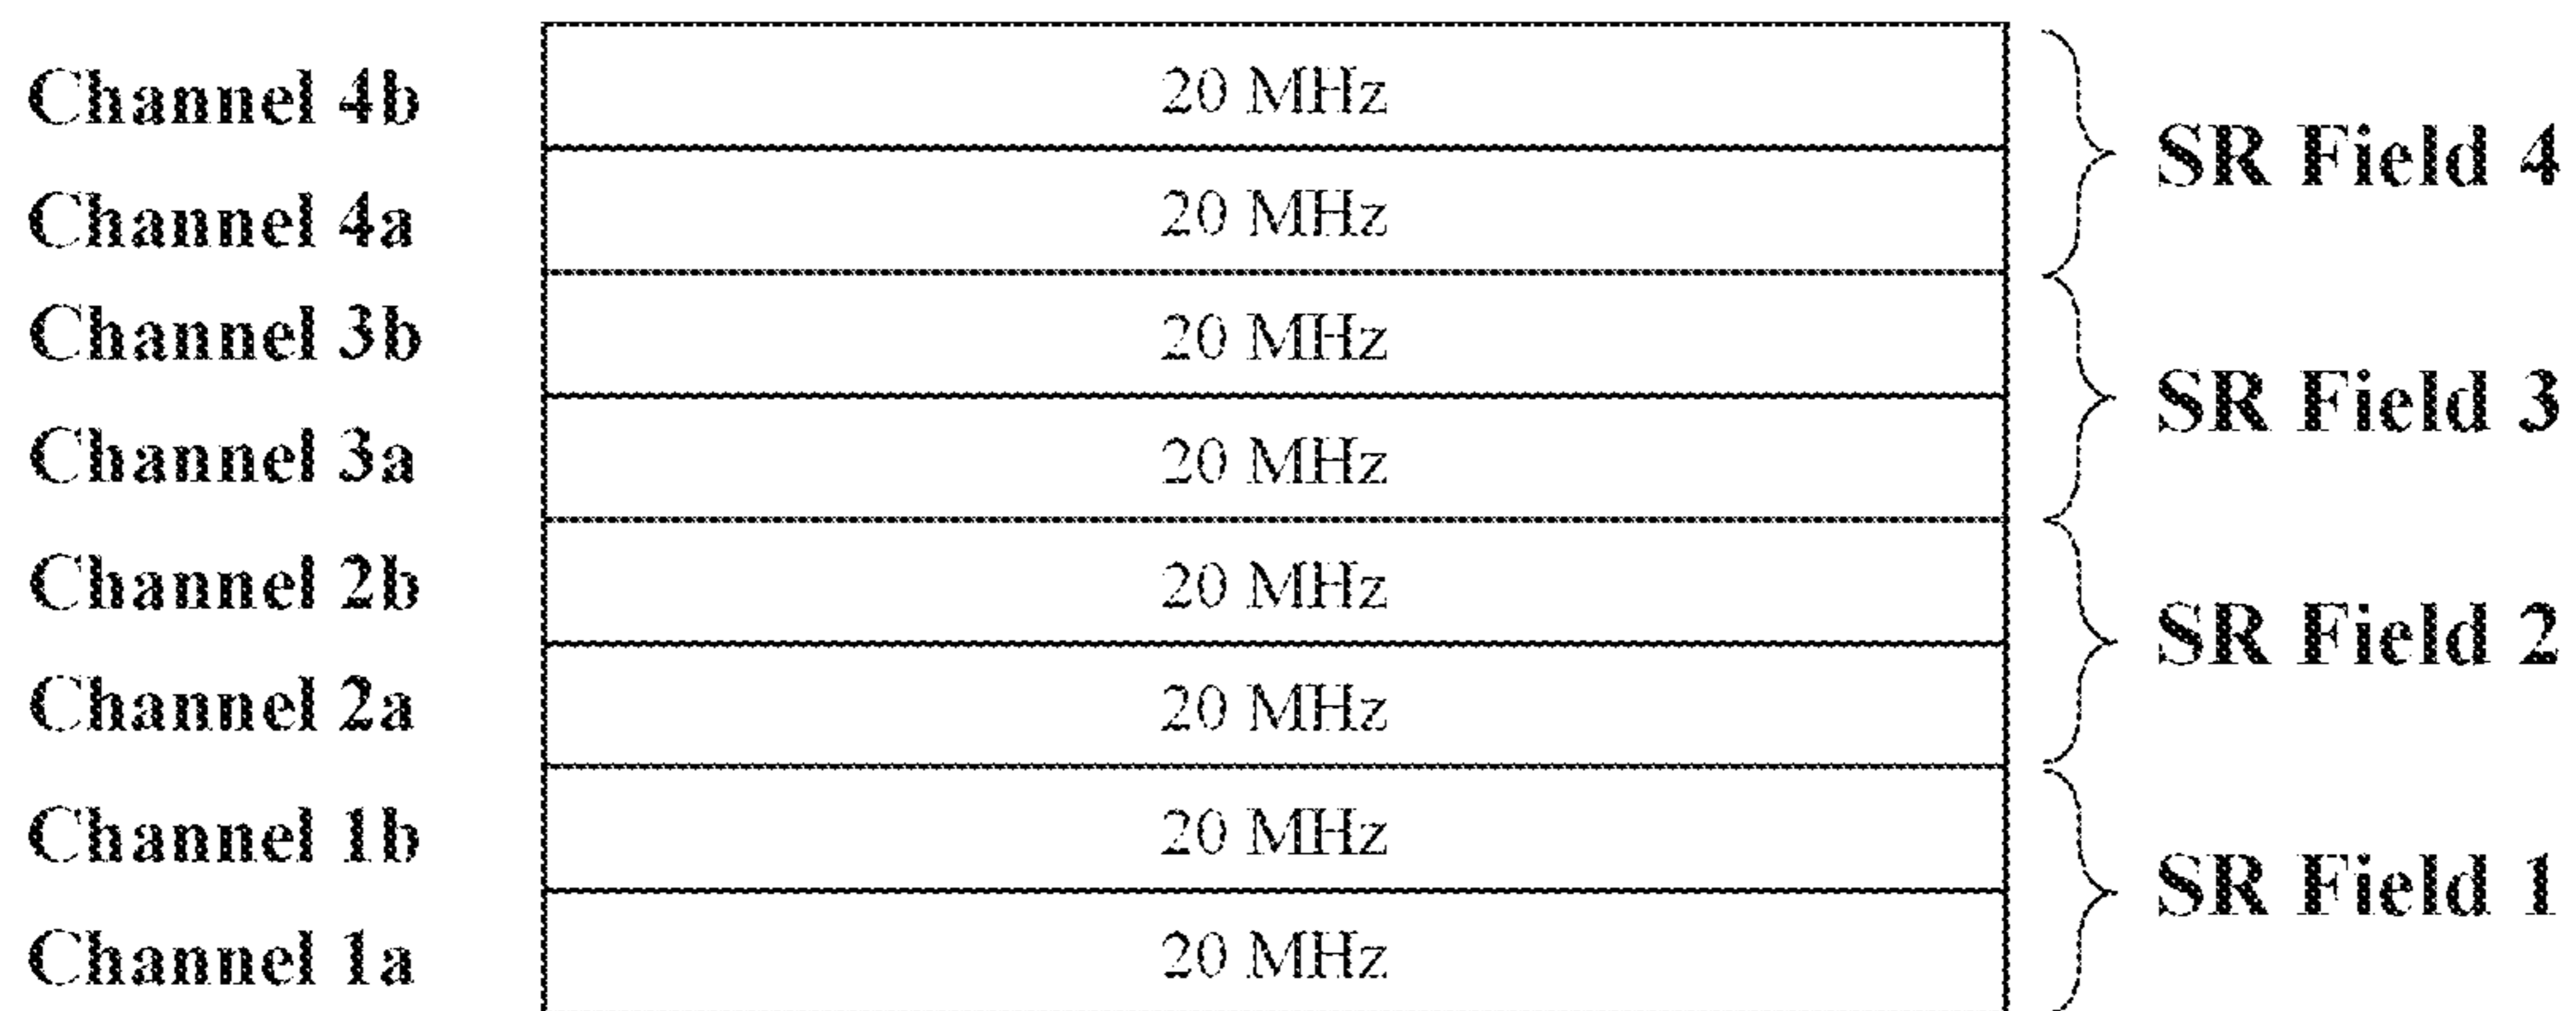 Channel 4b 20 MHz
SR Field 4
Channel 4a 20 MHz
Channel 3b 20 MHz
SR Field 3
Channel 3a 20 MHz
Channel 2b 20 MHz
SR Field 2
Channel 2a 20 MHz
Channel 1b 20 MHz
SR Field 1
Channel 1a 20 MHz